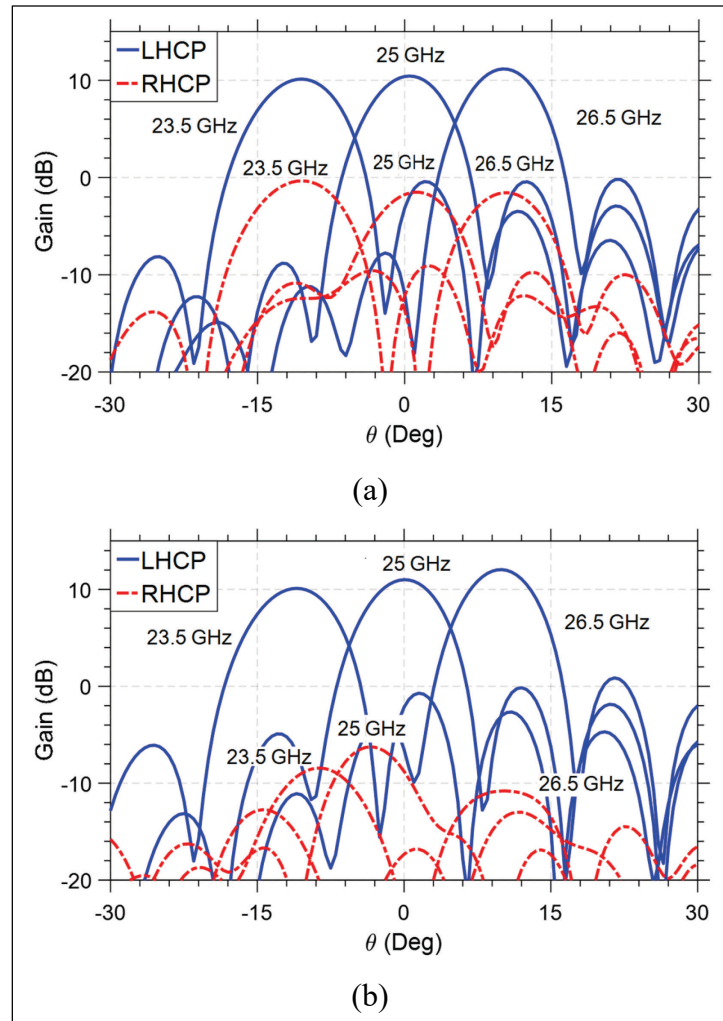 LHCP
RHCP
25 GHz
23.5 GHz
26.5 GHz
23.5 GHz
25 GHz
26.5 GHz
10
0
-10
-20
Gain (dB)
-30
-15
0
15
30
θ (Deg)
(a)
LHCP
RHCP
25 GHz
23.5 GHz
26.5 GHz
25 GHz
23.5 GHz
26.5 GHz
10
0
-10
-20
Gain (dB)
-30
-15
0
15
30
θ (Deg)
(b)